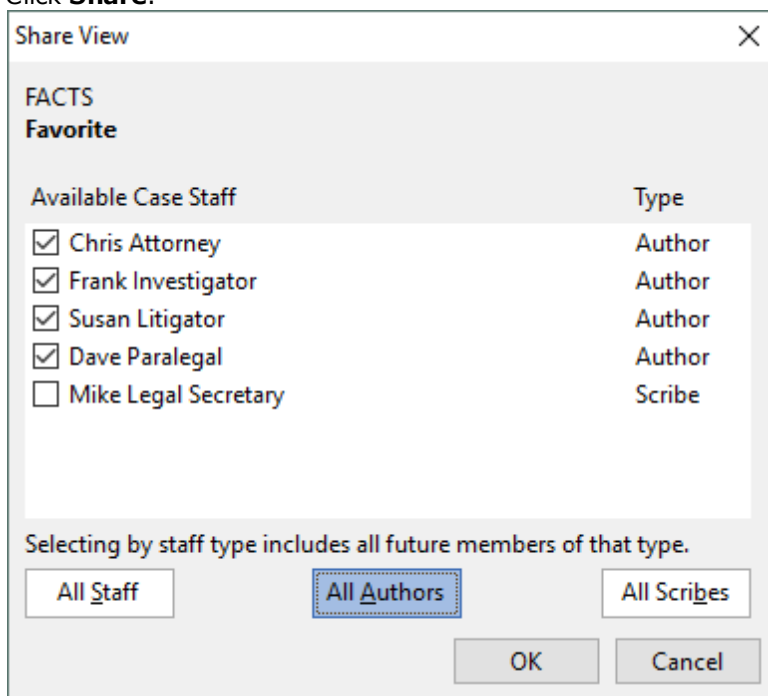 Click Share.
Share View
FACTS
Favorite
Available Case Staff Type
Chris Attorney Author
Frank Investigator Author
Susan Litigator Author
Dave Paralegal Author
Mike Legal Secretary Scribe
Selecting by staff type includes all future members of that type.
All Staff All Authors All Scribes
OK Cancel